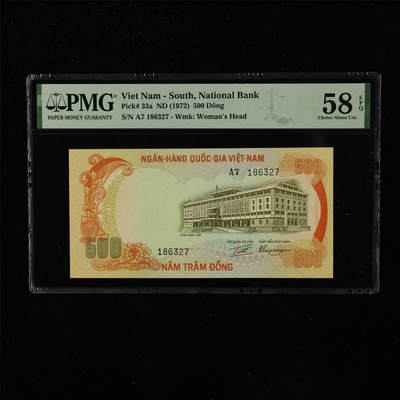 PMG
PAPER MONEY GUARANTY
Viet Nam - South, National Bank
Pick# 33a ND (1972) 500 Dông
S/N A7 186327 - Wmk: Woman's Head
58 EPQ
Choice About Unc
NGÂN-HÀNG QUỐC-GIA VIỆT-NAM
500
A7 186327
500
186327
NĂM TRĂM ĐỒNG
500